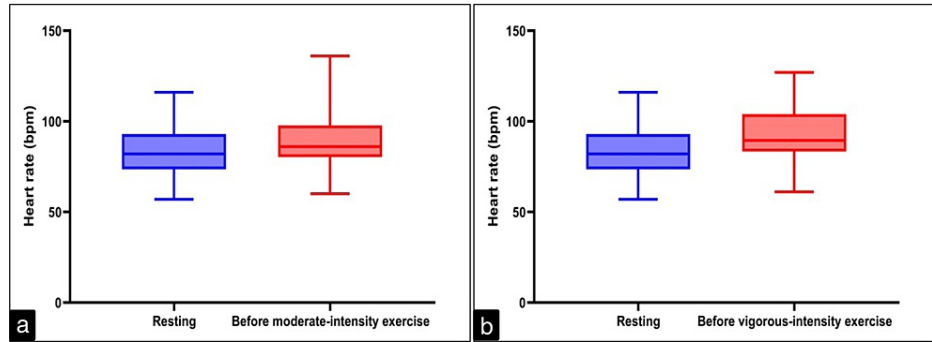 150
100
50
0
Heart rate (bpm)
Resting
Before moderate-intensity exercise
a
150
100
50
0
Heart rate (bpm)
Resting
Before vigorous-intensity exercise
b